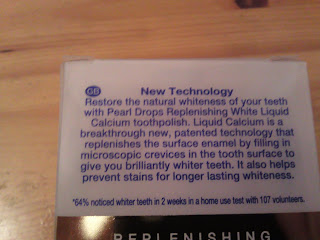 GB New Technology
Restore the natural whiteness of your teeth
with Pearl Drops Replenishing White Liquid
Calcium toothpolish. Liquid Calcium is a
breakthrough new, patented technology that
replenishes the surface enamel by filling in
microscopic crevices in the tooth surface to
give you brilliantly whiter teeth. It also helps
prevent stains for longer lasting whiteness.
*64% noticed whiter teeth in 2 weeks in a home use test with 107 volunteers.
REPLENISHING